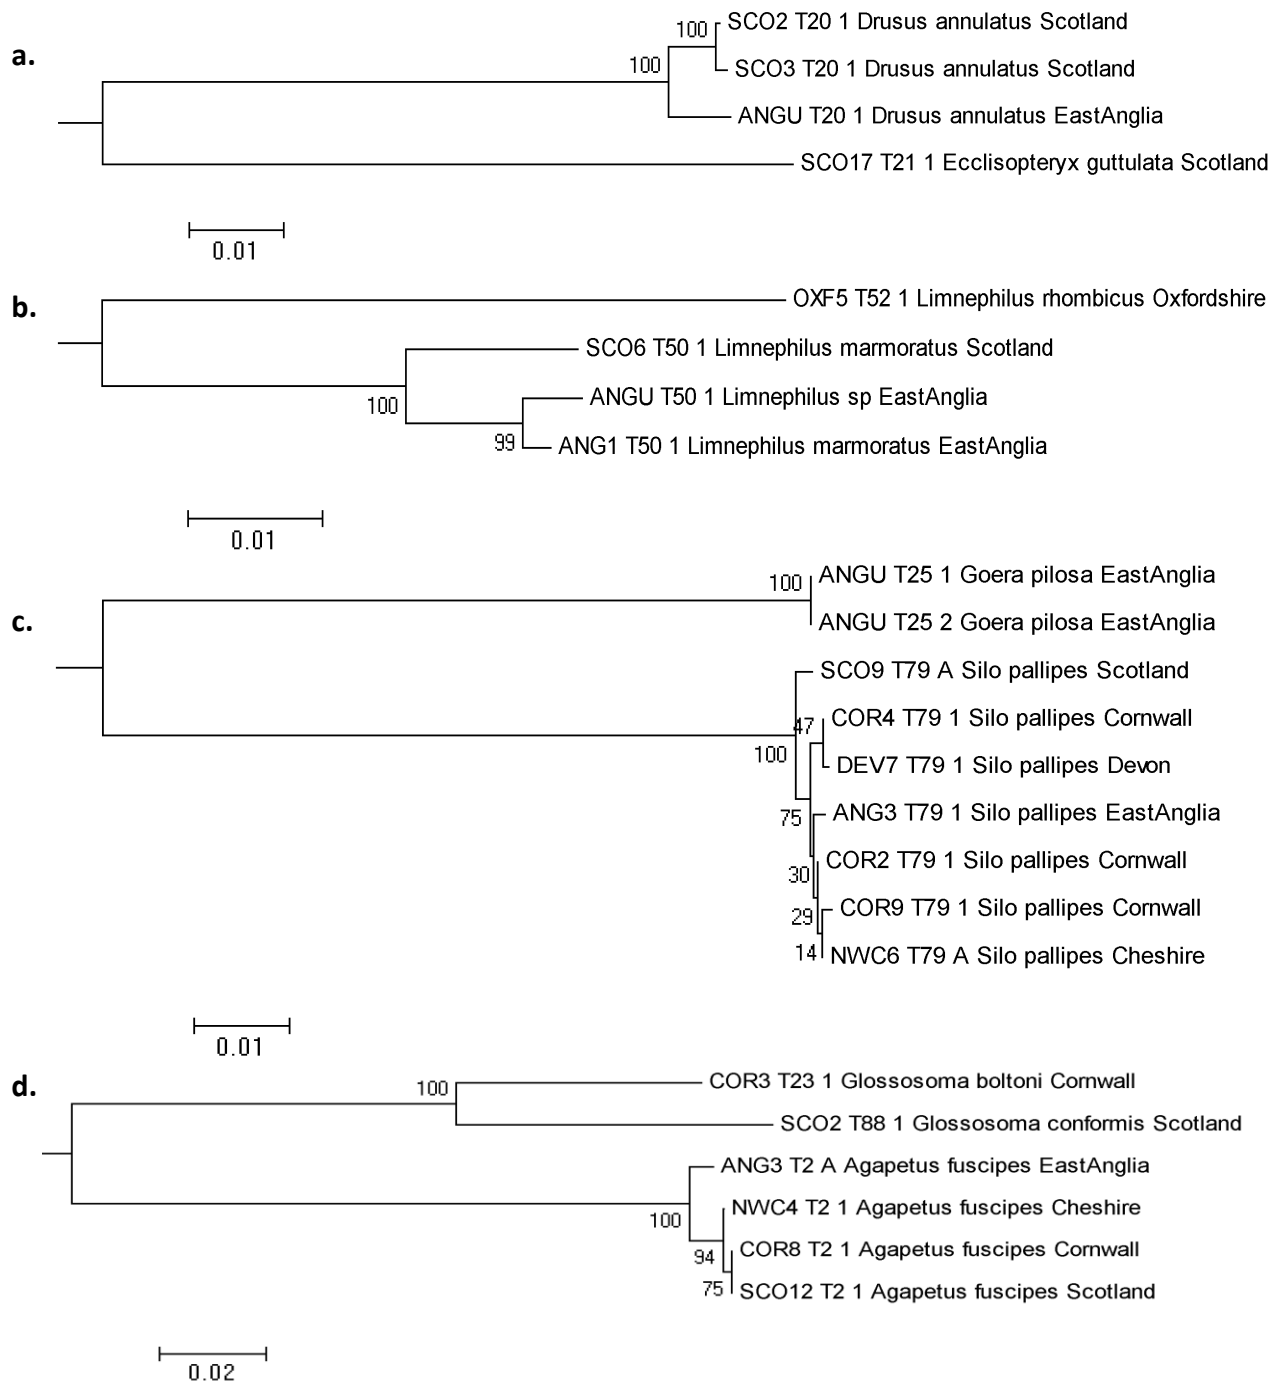 a.
100
SCO2 T20 1 Drusus annulatus Scotland
100
SCO3 T20 1 Drusus annulatus Scotland
ANGU T20 1 Drusus annulatus EastAnglia
SCO17 T21 1 Ecclisopteryx guttulata Scotland
0.01
b.
OXF5 T52 1 Limnephilus rhombicus Oxfordshire
SCO6 T50 1 Limnephilus marmoratus Scotland
100
ANGU T50 1 Limnephilus sp EastAnglia
99
ANG1 T50 1 Limnephilus marmoratus EastAnglia
0.01
c.
100
ANGU T25 1 Goera pilosa EastAnglia
ANGU T25 2 Goera pilosa EastAnglia
SCO9 T79 A Silo pallipes Scotland
47
COR4 T79 1 Silo pallipes Cornwall
100
DEV7 T79 1 Silo pallipes Devon
75
ANG3 T79 1 Silo pallipes EastAnglia
COR2 T79 1 Silo pallipes Cornwall
30
COR9 T79 1 Silo pallipes Cornwall
29
14
NWC6 T79 A Silo pallipes Cheshire
0.01
d.
100
COR3 T23 1 Glossosoma boltoni Cornwall
SCO2 T88 1 Glossosoma conformis Scotland
ANG3 T2 A Agapetus fuscipes EastAnglia
NWC4 T2 1 Agapetus fuscipes Cheshire
100
COR8 T2 1 Agapetus fuscipes Cornwall
94
75
SCO12 T2 1 Agapetus fuscipes Scotland
0.02